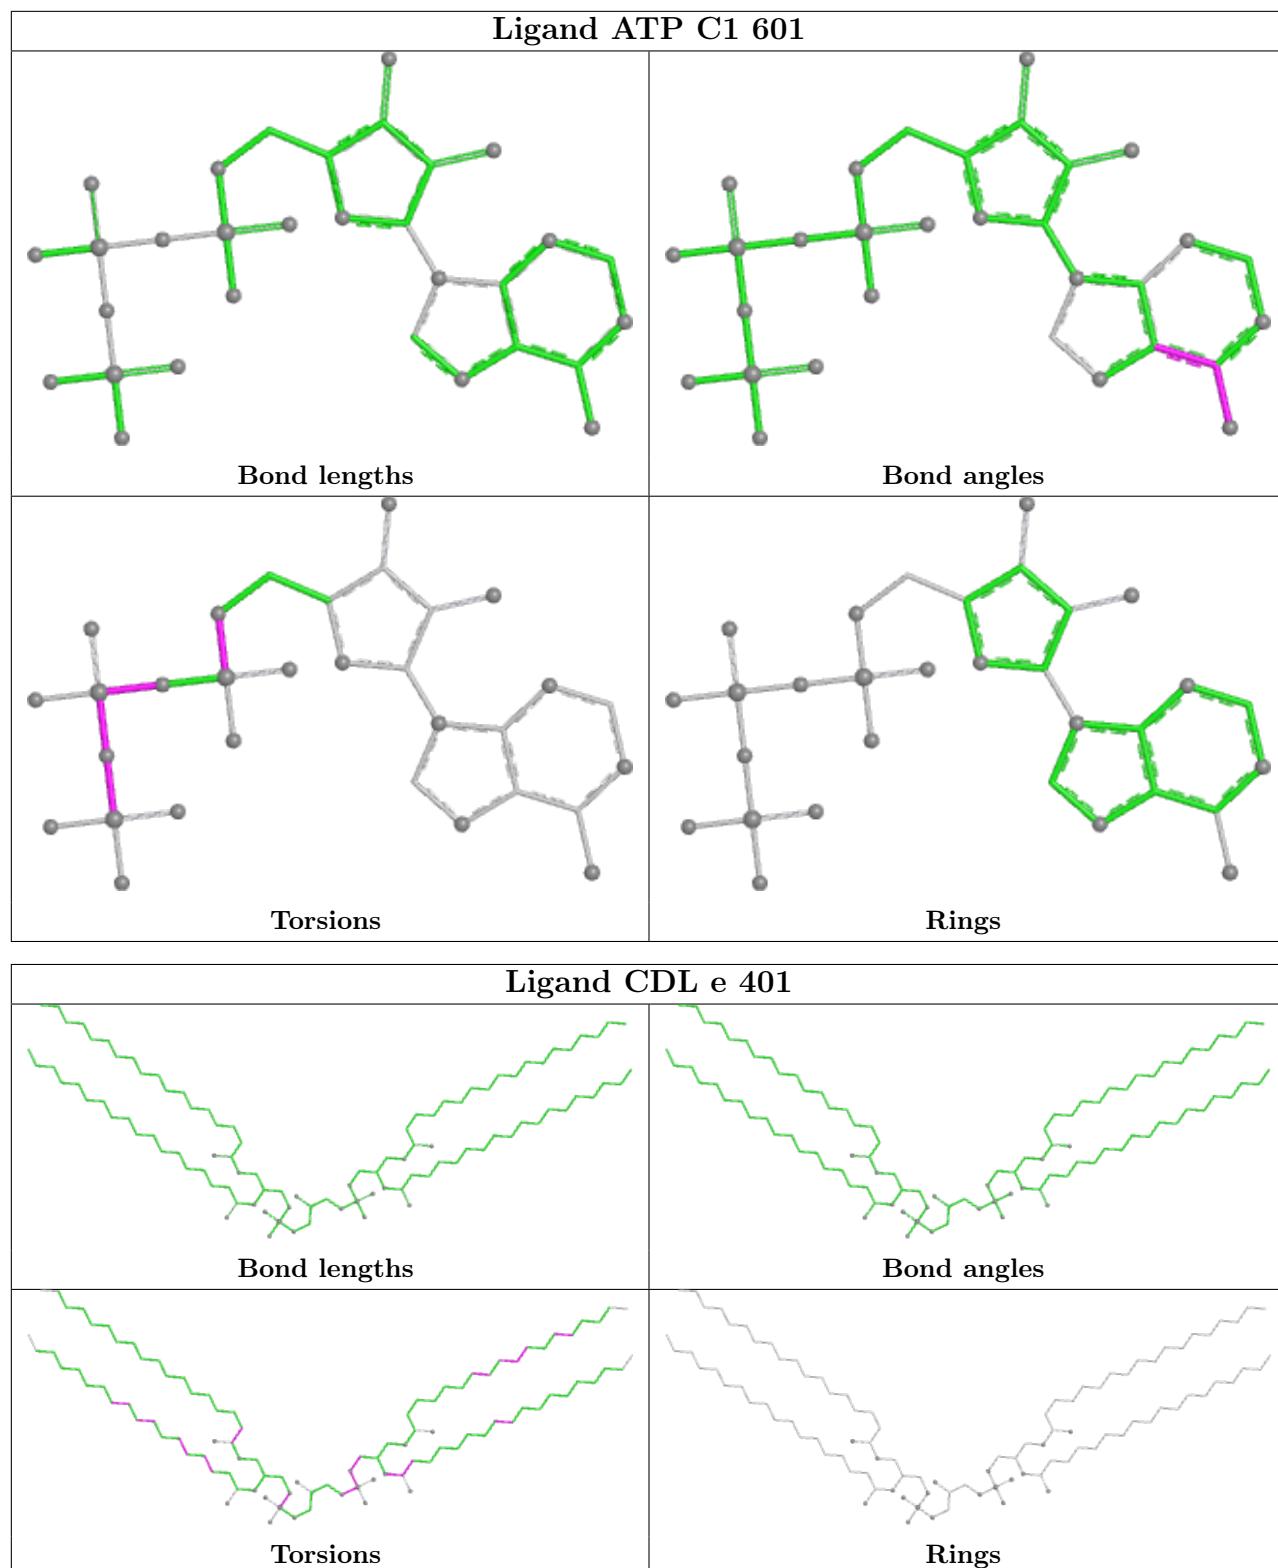 Ligand ATP C1 601
Bond lengths
Bond angles
Torsions
Rings
Ligand CDL e 401
Bond lengths
Bond angles
Torsions
Rings